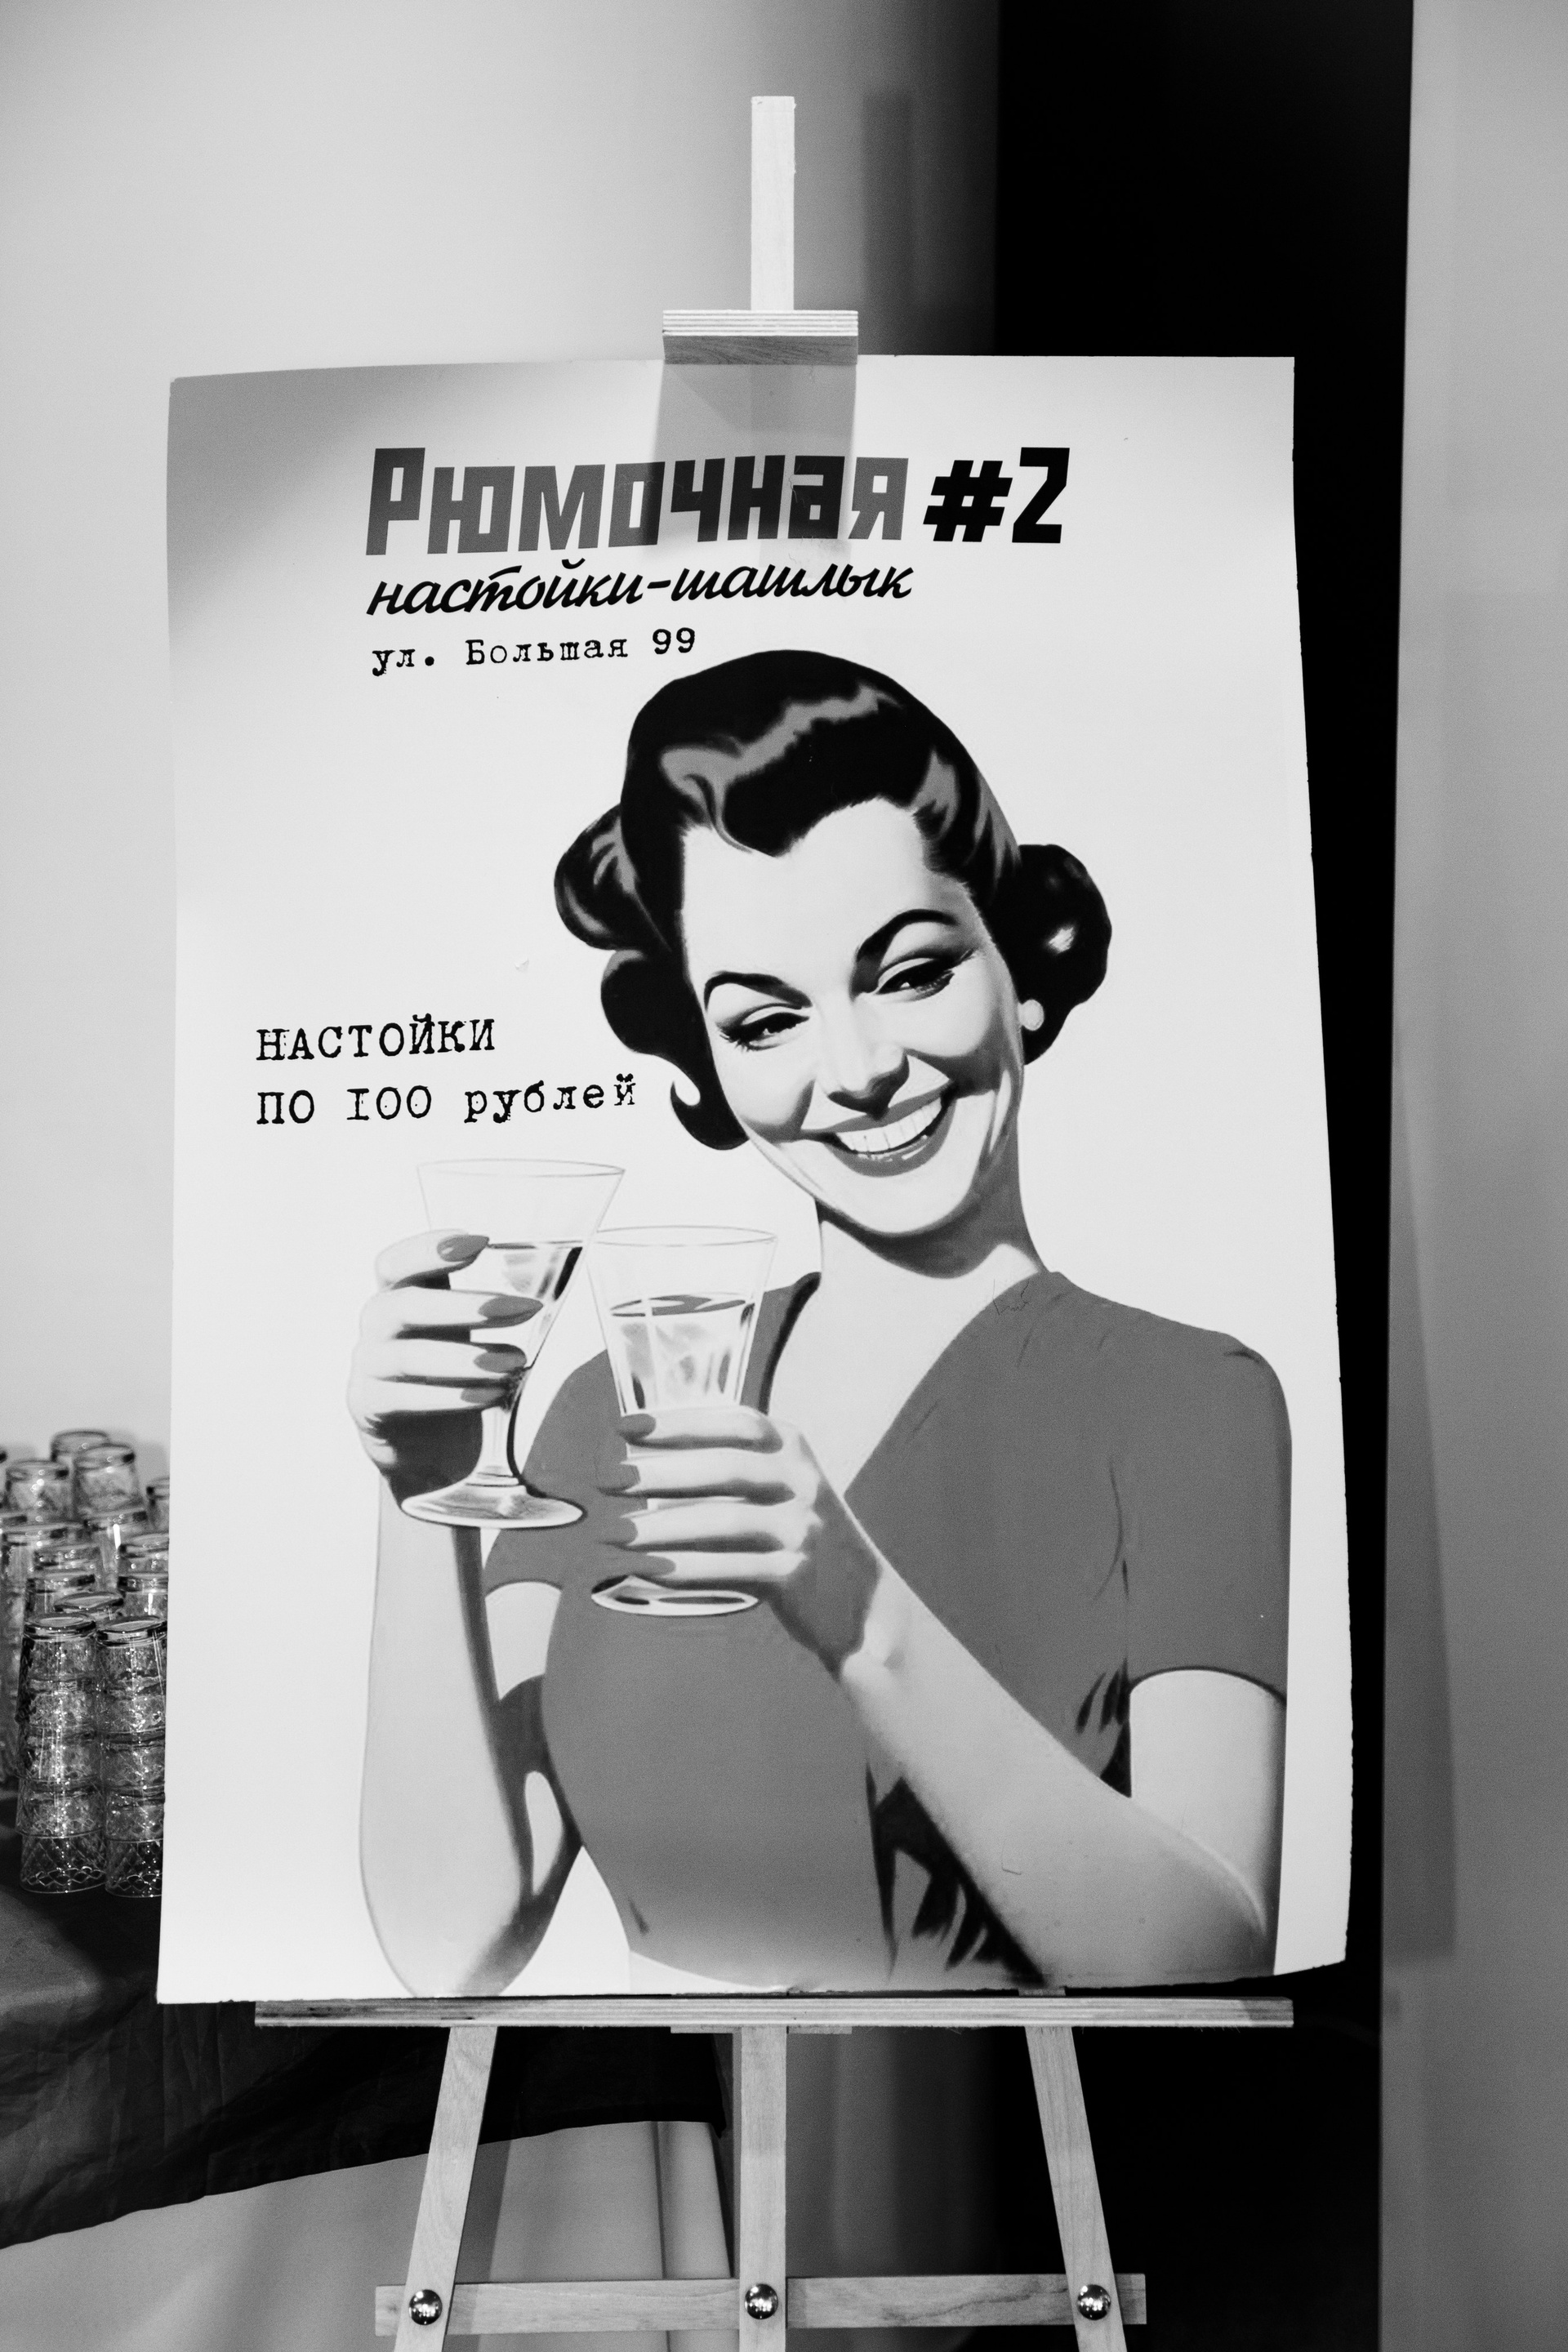 Рюмочная #2
настойки-шашлык
ул. Большая 99
НАСТОЙКИ
ПО 100 рублей